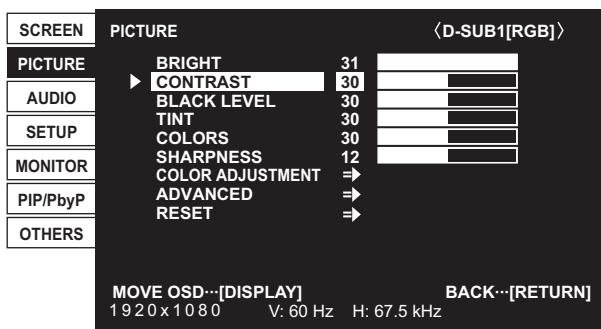 SCREEN
PICTURE
AUDIO
SETUP
MONITOR
PIP/PbyP
OTHERS
PICTURE 〈D-SUB1[RGB]〉
BRIGHT 31
CONTRAST 30
BLACK LEVEL 30
TINT 30
COLORS 30
SHARPNESS 12
COLOR ADJUSTMENT
ADVANCED
RESET
MOVE OSD···[DISPLAY] BACK···[RETURN]
1920x1080 V: 60 Hz H: 67.5 kHz